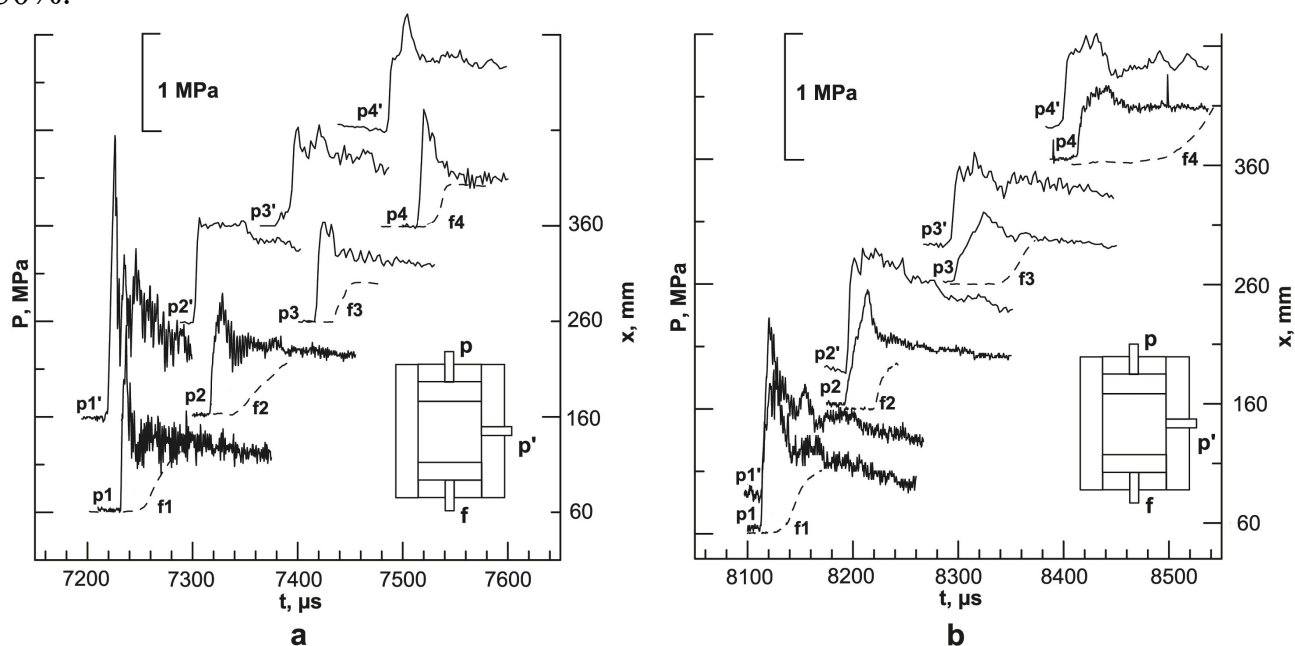 50%.
1 MPa
p4'
p3'
p4
f4
p2'
p3
f3
p1'
p2
f2
p1
f1
p
p'
f
P, MPa
360
260
160
60
x, mm
7200 7300 7400 7500 7600
t, µs
a
1 MPa
p4'
p4
f4
p3'
p3
f3
p2'
p2
f2
p1'
p1
f1
p
p'
f
P, MPa
360
260
160
60
x, mm
8100 8200 8300 8400 8500
t, µs
b